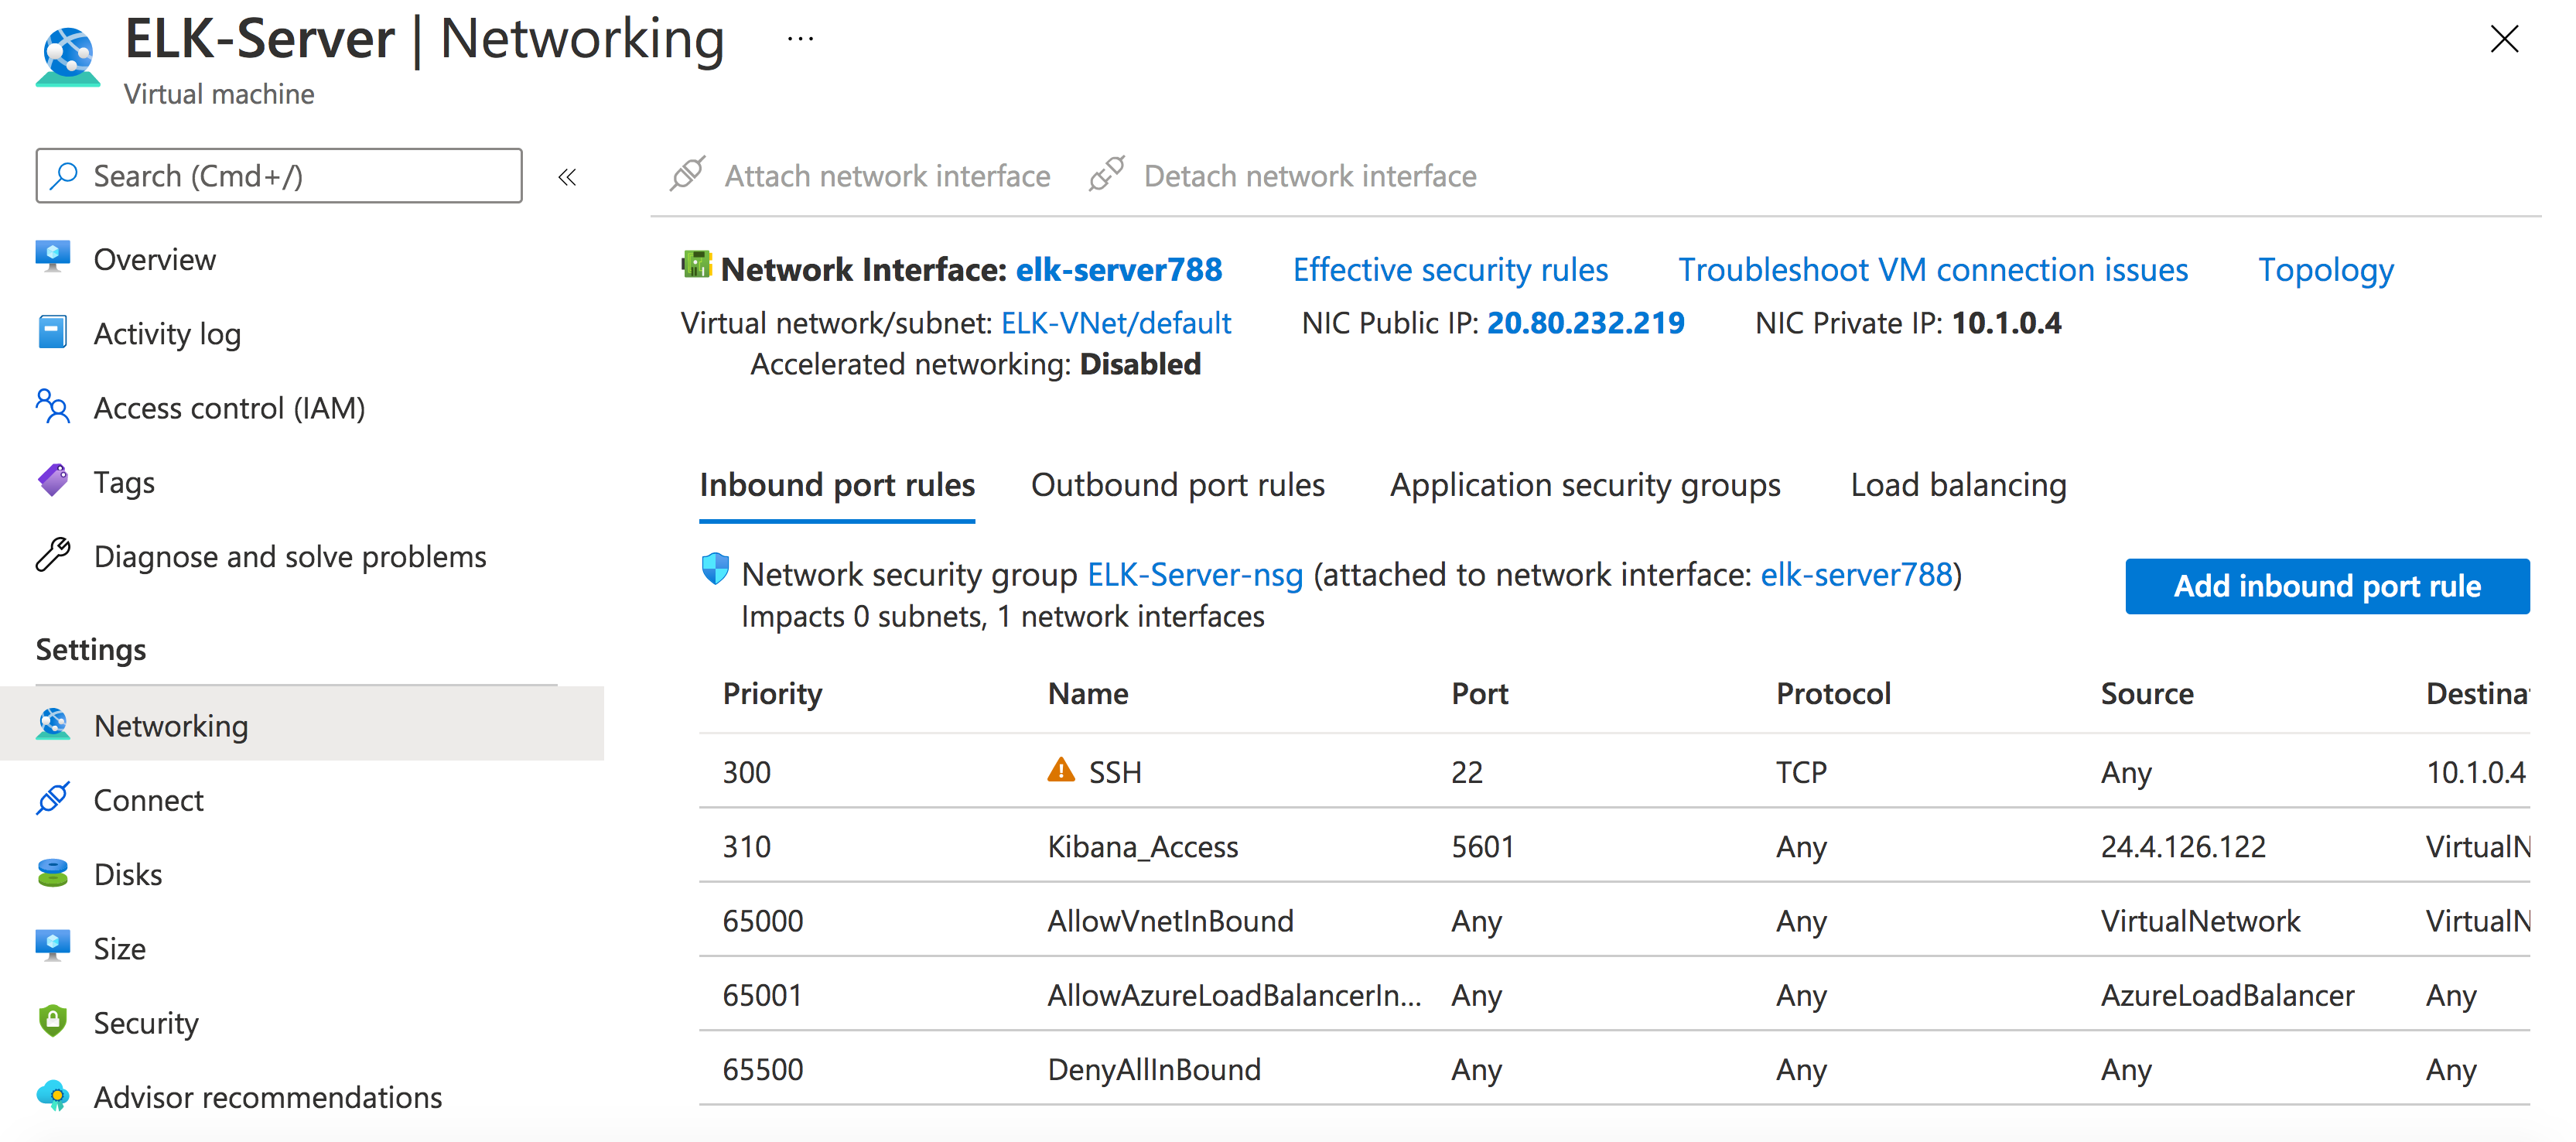 ELK-Server | Networking ...
Virtual machine
Search (Cmd+/)
«
Overview
Activity log
Access control (IAM)
Tags
Diagnose and solve problems
Settings
Networking
Connect
Disks
Size
Security
Advisor recommendations
Attach network interface Detach network interface
Network Interface: elk-server788 Effective security rules Troubleshoot VM connection issues Topology
Virtual network/subnet: ELK-VNet/default NIC Public IP: 20.80.232.219 NIC Private IP: 10.1.0.4
Accelerated networking: Disabled
Inbound port rules Outbound port rules Application security groups Load balancing
Network security group ELK-Server-nsg (attached to network interface: elk-server788)
Impacts 0 subnets, 1 network interfaces
Add inbound port rule
Priority Name Port Protocol Source Destina
300 SSH 22 TCP Any 10.1.0.4
310 Kibana_Access 5601 Any 24.4.126.122 VirtualN
65000 AllowVnetInBound Any Any VirtualNetwork VirtualN
65001 AllowAzureLoadBalancerIn... Any Any AzureLoadBalancer Any
65500 DenyAllInBound Any Any Any Any